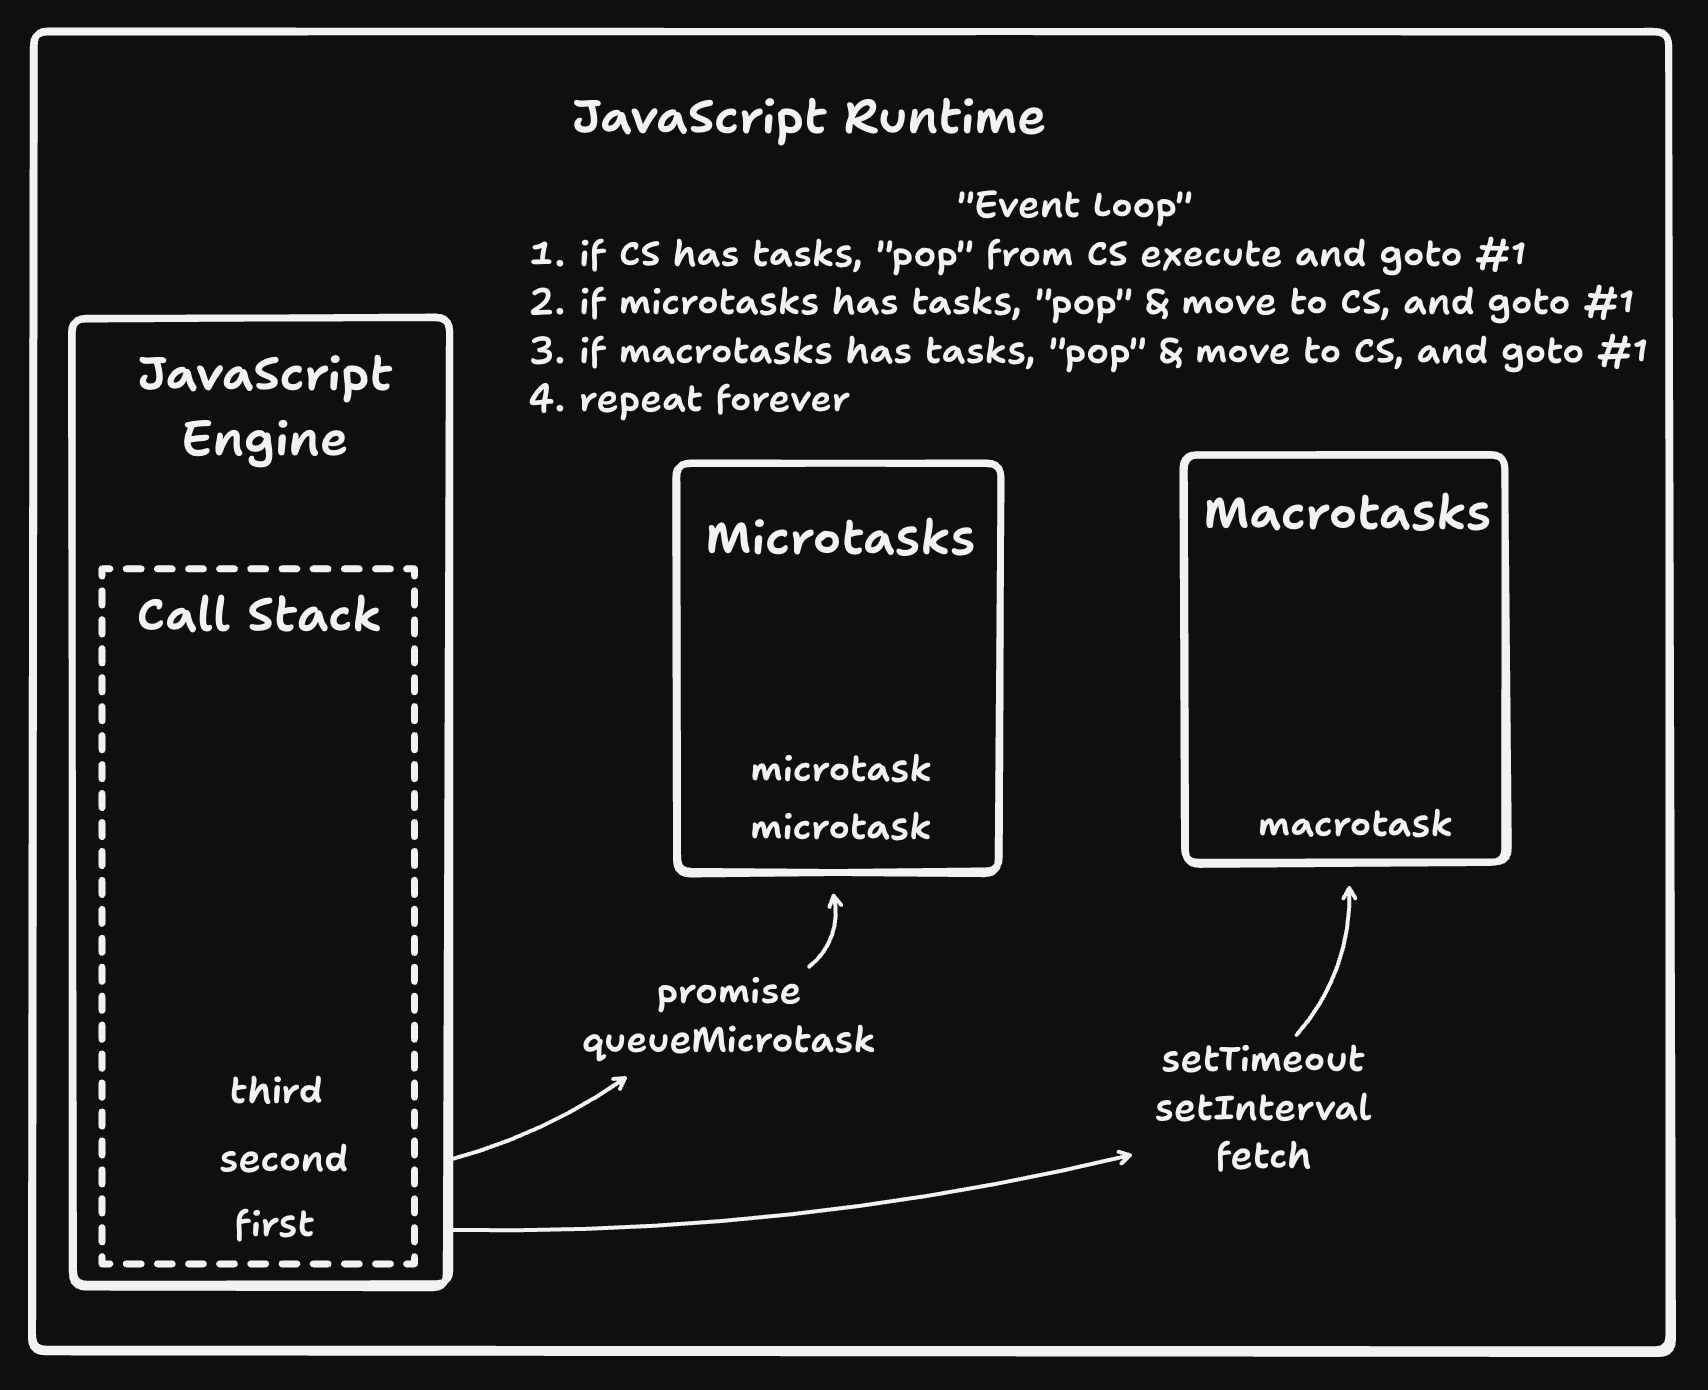 JavaScript Runtime
"Event Loop"
1. if CS has tasks, "pop" from CS execute and goto #1
2. if microtasks has tasks, "pop" & move to CS, and goto #1
3. if macrotasks has tasks, "pop" & move to CS, and goto #1
4. repeat forever
JavaScript
Engine
Call Stack
third
second
first
Microtasks
microtask
microtask
promise
queueMicrotask
Macrotasks
macrotask
setTimeout
setInterval
fetch